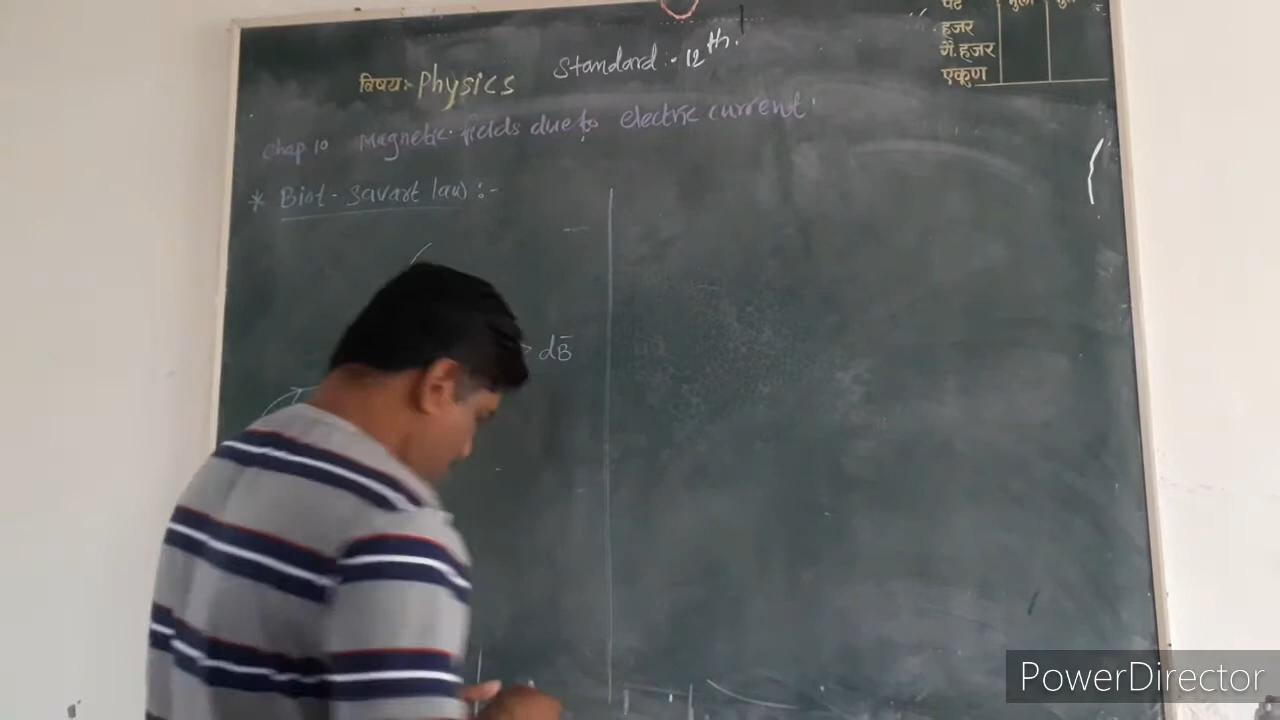 विषय:- Physics Standard :- 12th.
Chap 10 Magnetic fields due to electric current.
* Biot - Savart law :-
dB̄
हजर
गै. हजर
एकूण
PowerDirector